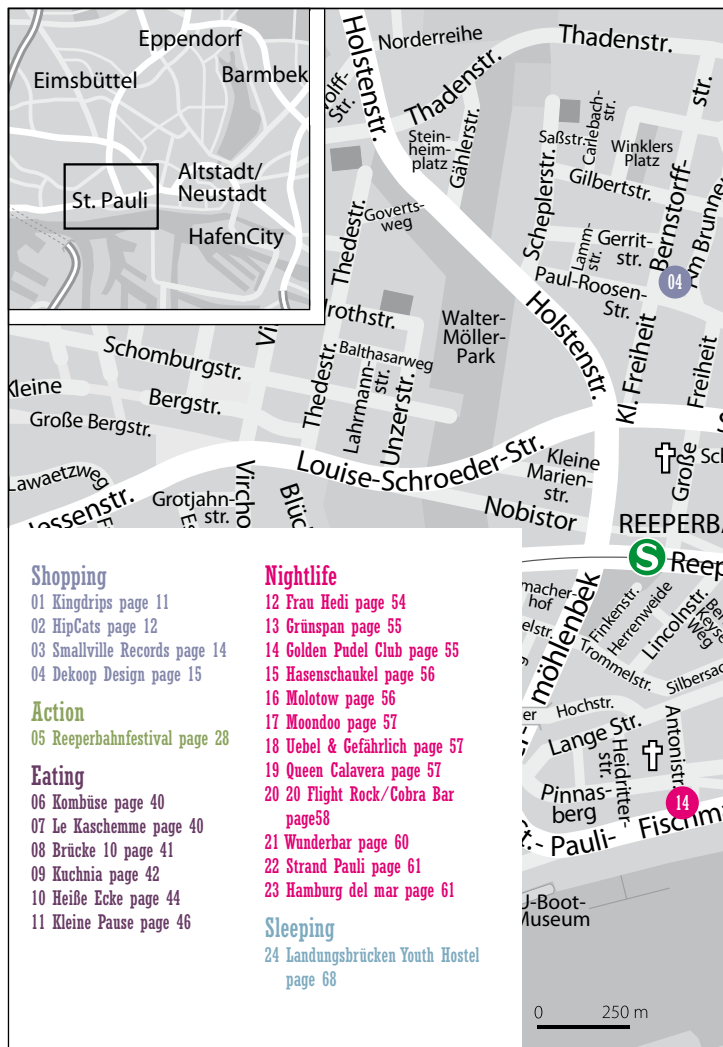 Eppendorf
Eimsbüttel
Barmbek
Altstadt/
Neustadt
St. Pauli
HafenCity
Holstenstr.
Norderreihe
Thadenstr.
Thadenstr.
str.
Stein-
heim-
platz
Gählerstr.
Saßstr.
Carlebach-
str.
Winklers
Platz
Gilbertstr.
Scheplerstr.
Bernstorff-
Goverts-
weg
Thedestr.
Lamm-
str.
Gerrit-
str.
Paul-Roosen-
Str.
04
Holstenstr.
Walter-
Möller-
Park
Kl. Freiheit
Freiheit
Große
Schomburgstr.
Balthasarweg
Thedestr.
Lahrmann-
str.
Unzerstr.
Kleine
Bergstr.
Große Bergstr.
Louise-Schroeder-Str.
Kleine
Marien-
str.
Nobistor
Grotjahn-
str.
S
Finkenstr.
Herrenweide
Lincolnstr.
Trommelstr.
Hochstr.
Lange Str.
Heidritter-
str.
Antonistr.
Pinnas-
berg
14
Pauli-
Shopping
01 Kingdrips page 11
02 HipCats page 12
03 Smallville Records page 14
04 Dekoop Design page 15
Action
05 Reeperbahnfestival page 28
Eating
06 Kombüse page 40
07 Le Kaschemme page 40
08 Brücke 10 page 41
09 Kuchnia page 42
10 Heiße Ecke page 44
11 Kleine Pause page 46
Nightlife
12 Frau Hedi page 54
13 Grünspan page 55
14 Golden Pudel Club page 55
15 Hasenschaukel page 56
16 Molotow page 56
17 Moondoo page 57
18 Uebel & Gefährlich page 57
19 Queen Calavera page 57
20 20 Flight Rock/Cobra Bar
page58
21 Wunderbar page 60
22 Strand Pauli page 61
23 Hamburg del mar page 61
Sleeping
24 Landungsbrücken Youth Hostel
page 68
U-Boot-
Museum
0 250 m